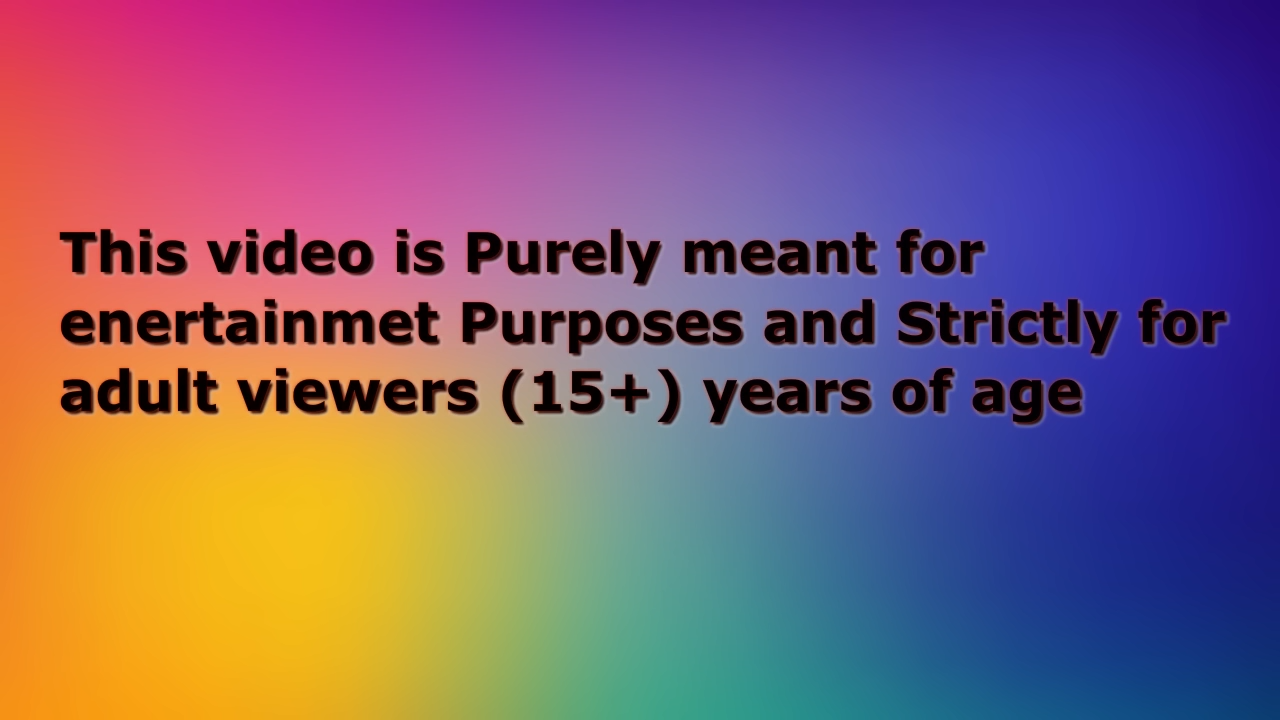 This video is Purely meant for
enertainmet Purposes and Strictly for
adult viewers (15+) years of age